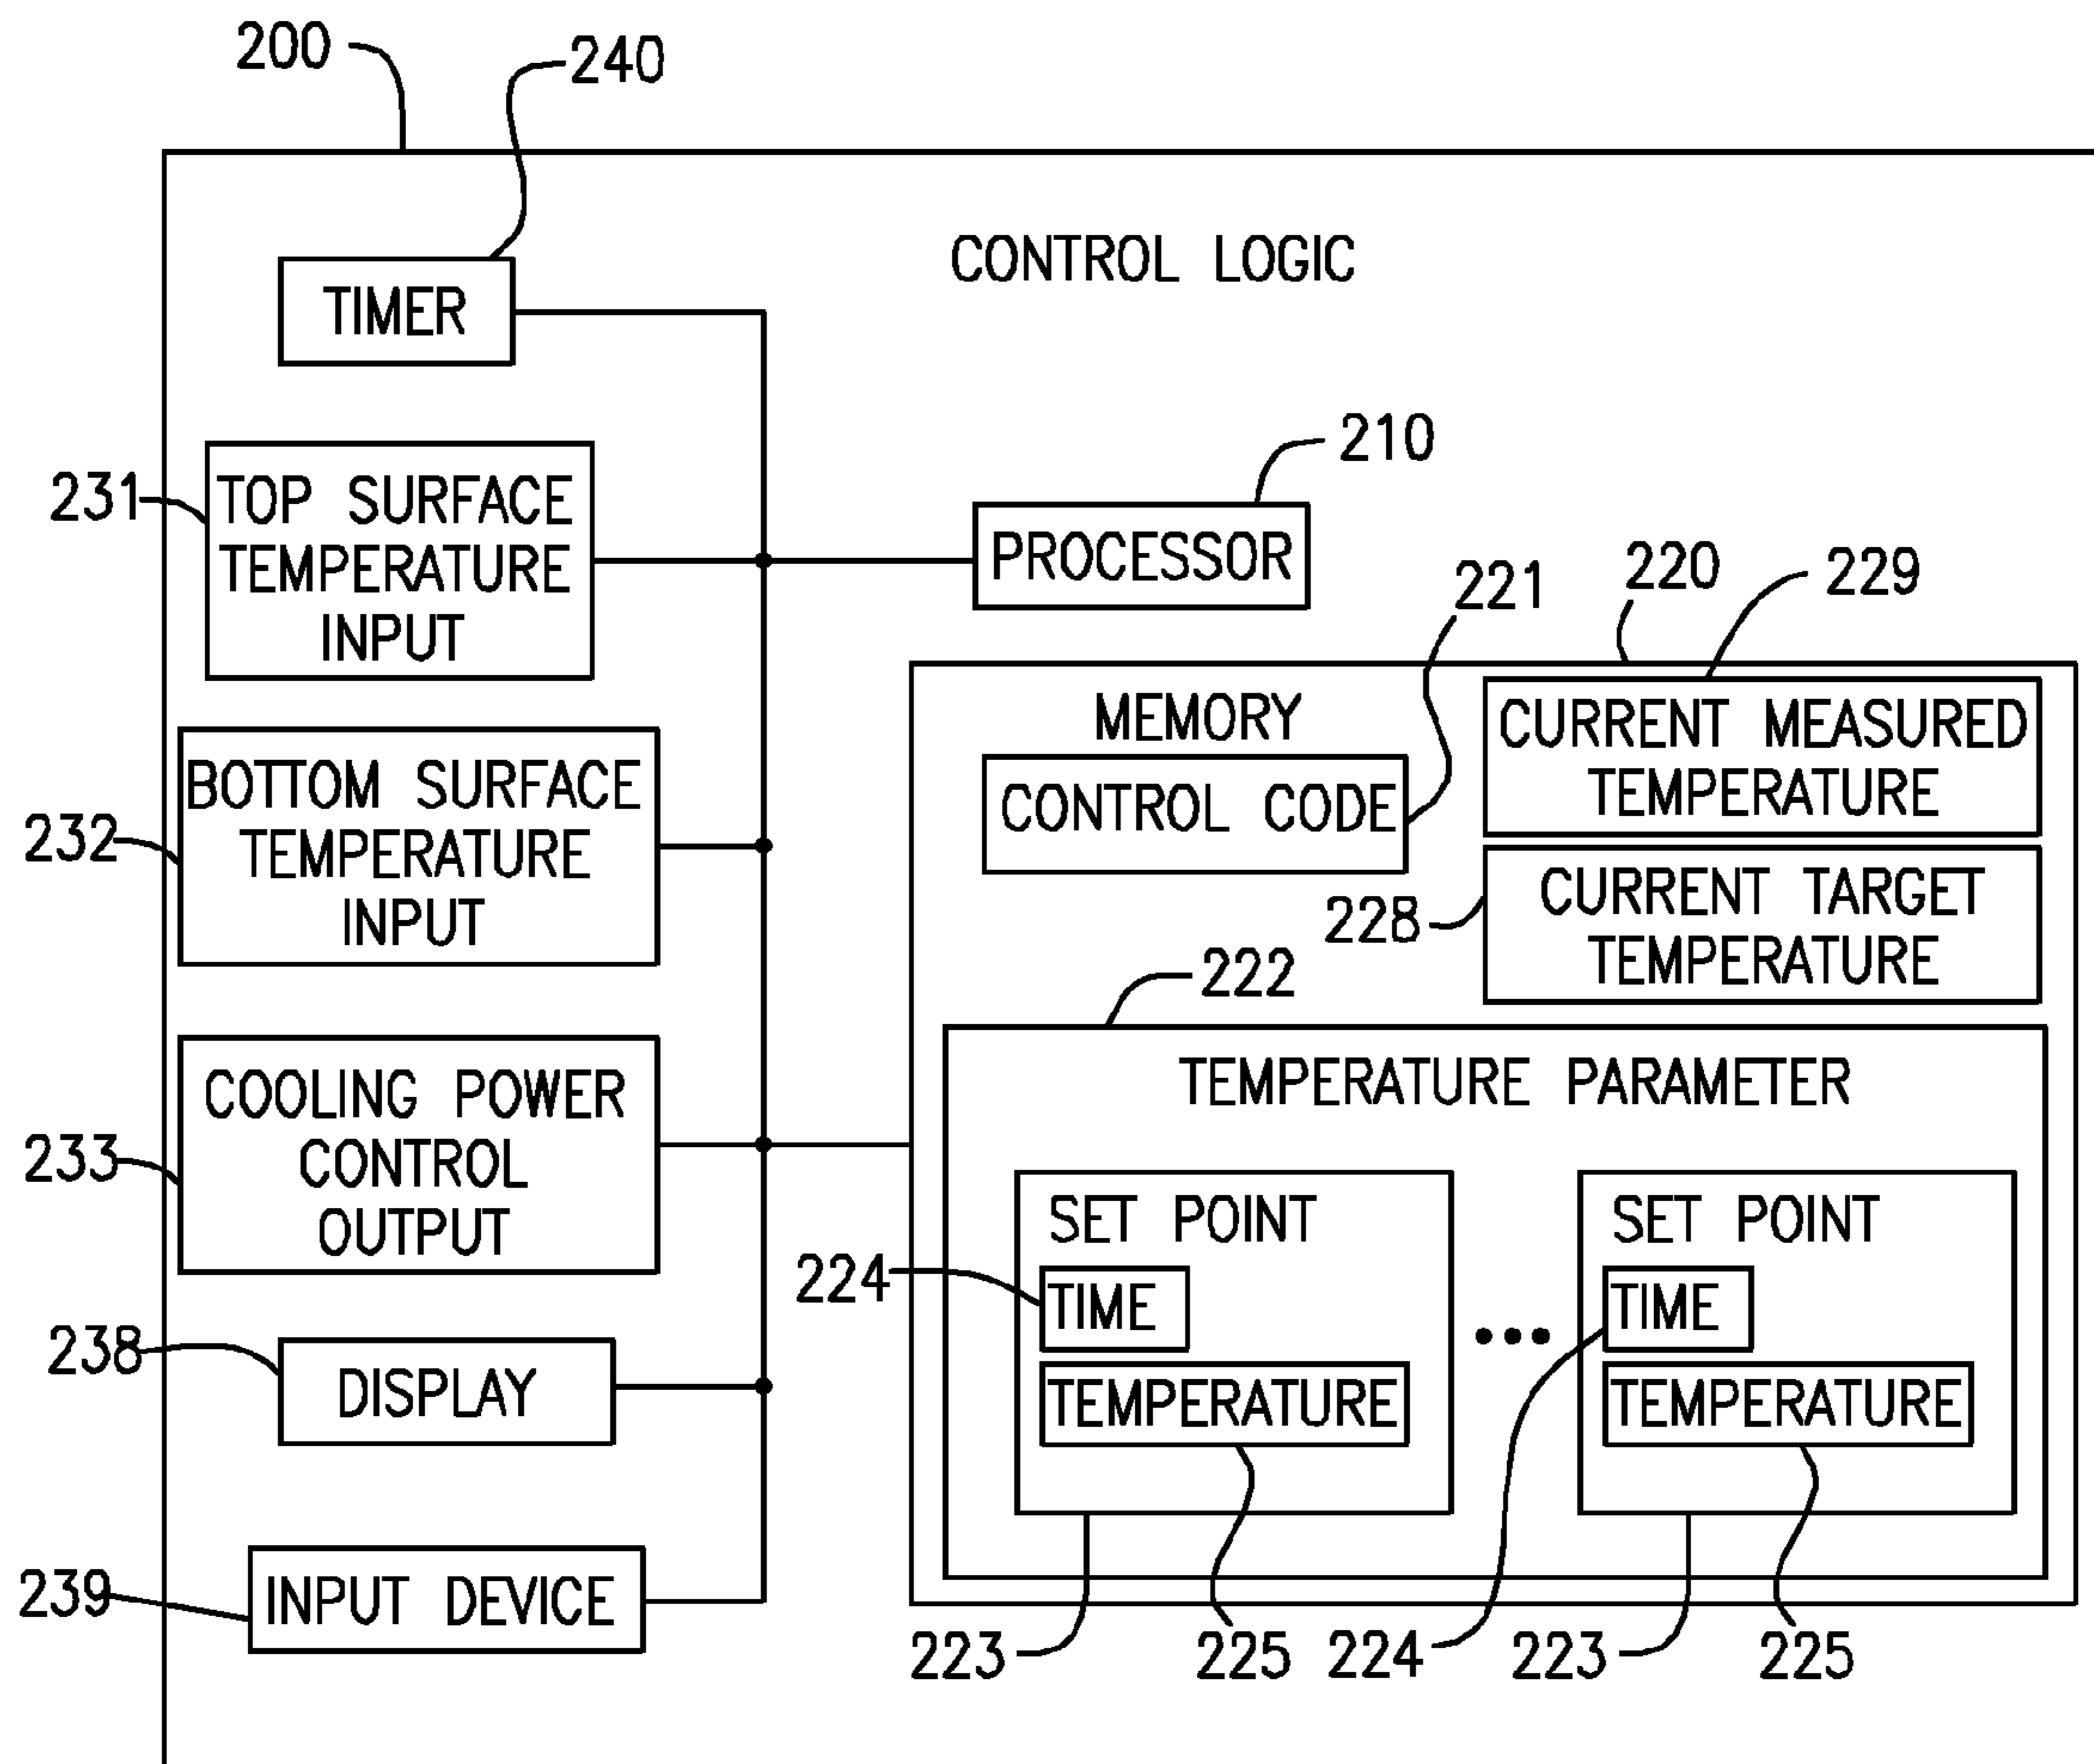 200
240
CONTROL LOGIC
TIMER
210
231
TOP SURFACE
TEMPERATURE
INPUT
PROCESSOR
221
220
229
MEMORY
CURRENT MEASURED
TEMPERATURE
CONTROL CODE
232
BOTTOM SURFACE
TEMPERATURE
INPUT
228
CURRENT TARGET
TEMPERATURE
222
TEMPERATURE PARAMETER
233
COOLING POWER
CONTROL
OUTPUT
SET POINT
224
TIME
TEMPERATURE
•••
SET POINT
TIME
TEMPERATURE
238
DISPLAY
239
INPUT DEVICE
223
225
224
223
225